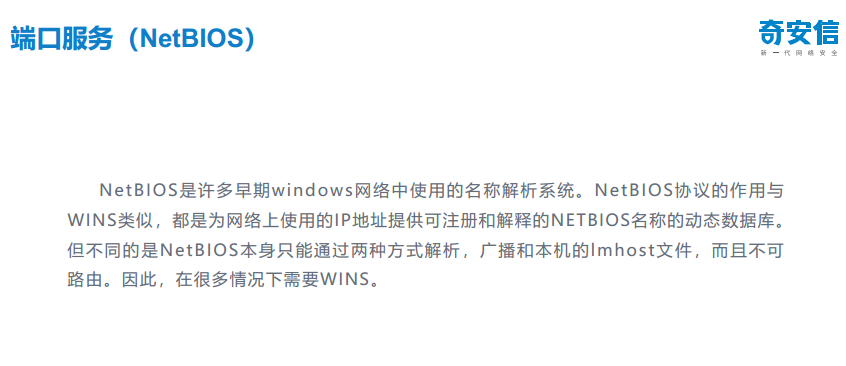 端口服务（NetBIOS）
奇安信
新一代网络安全
NetBIOS是许多早期windows网络中使用的名称解析系统。NetBIOS协议的作用与
WINS类似，都是为网络上使用的IP地址提供可注册和解释的NETBIOS名称的动态数据库。
但不同的是NetBIOS本身只能通过两种方式解析，广播和本机的lmhost文件，而且不可
路由。因此，在很多情况下需要WINS。